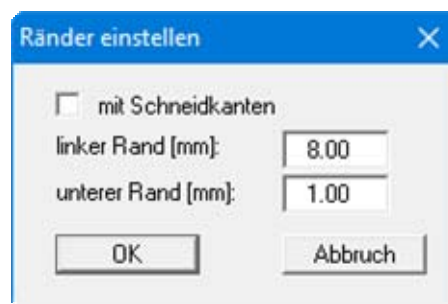 Ränder einstellen
mit Schneidkanten
linker Rand [mm]: 8.00
unterer Rand [mm]: 1.00
OK Abbruch